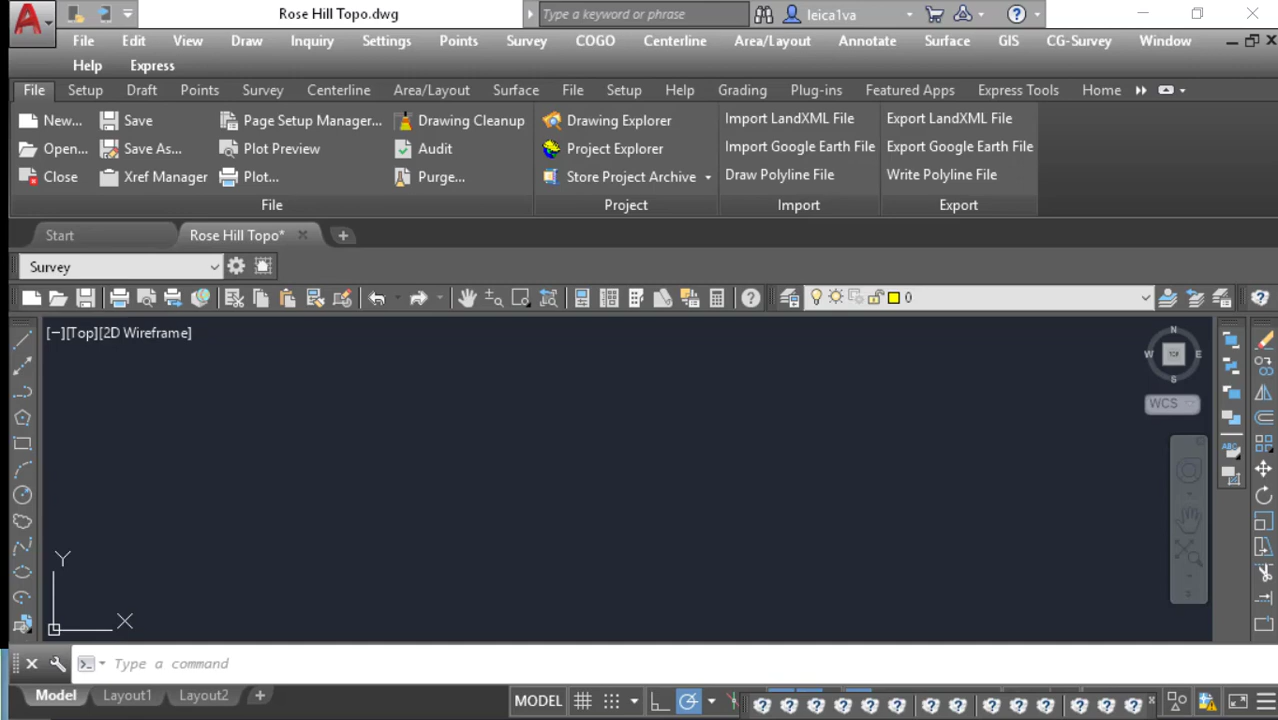 Rose Hill Topo.dwg
Type a keyword or phrase
leica1va
File Edit View Draw Inquiry Settings Points Survey COGO Centerline Area/Layout Annotate Surface GIS CG-Survey Window
Help Express
File Setup Draft Points Survey Centerline Area/Layout Surface File Setup Help Grading Plug-ins Featured Apps Express Tools Home
New... Save Page Setup Manager... Drawing Cleanup Drawing Explorer Import LandXML File Export LandXML File
Open... Save As... Plot Preview Audit Project Explorer Import Google Earth File Export Google Earth File
Close Xref Manager Plot... Purge... Store Project Archive Draw Polyline File Write Polyline File
File Project Import Export
Start Rose Hill Topo*
Survey
0
[−][Top][2D Wireframe]
N
W TOP E
S
WCS
Y
X
Type a command
Model Layout1 Layout2 MODEL